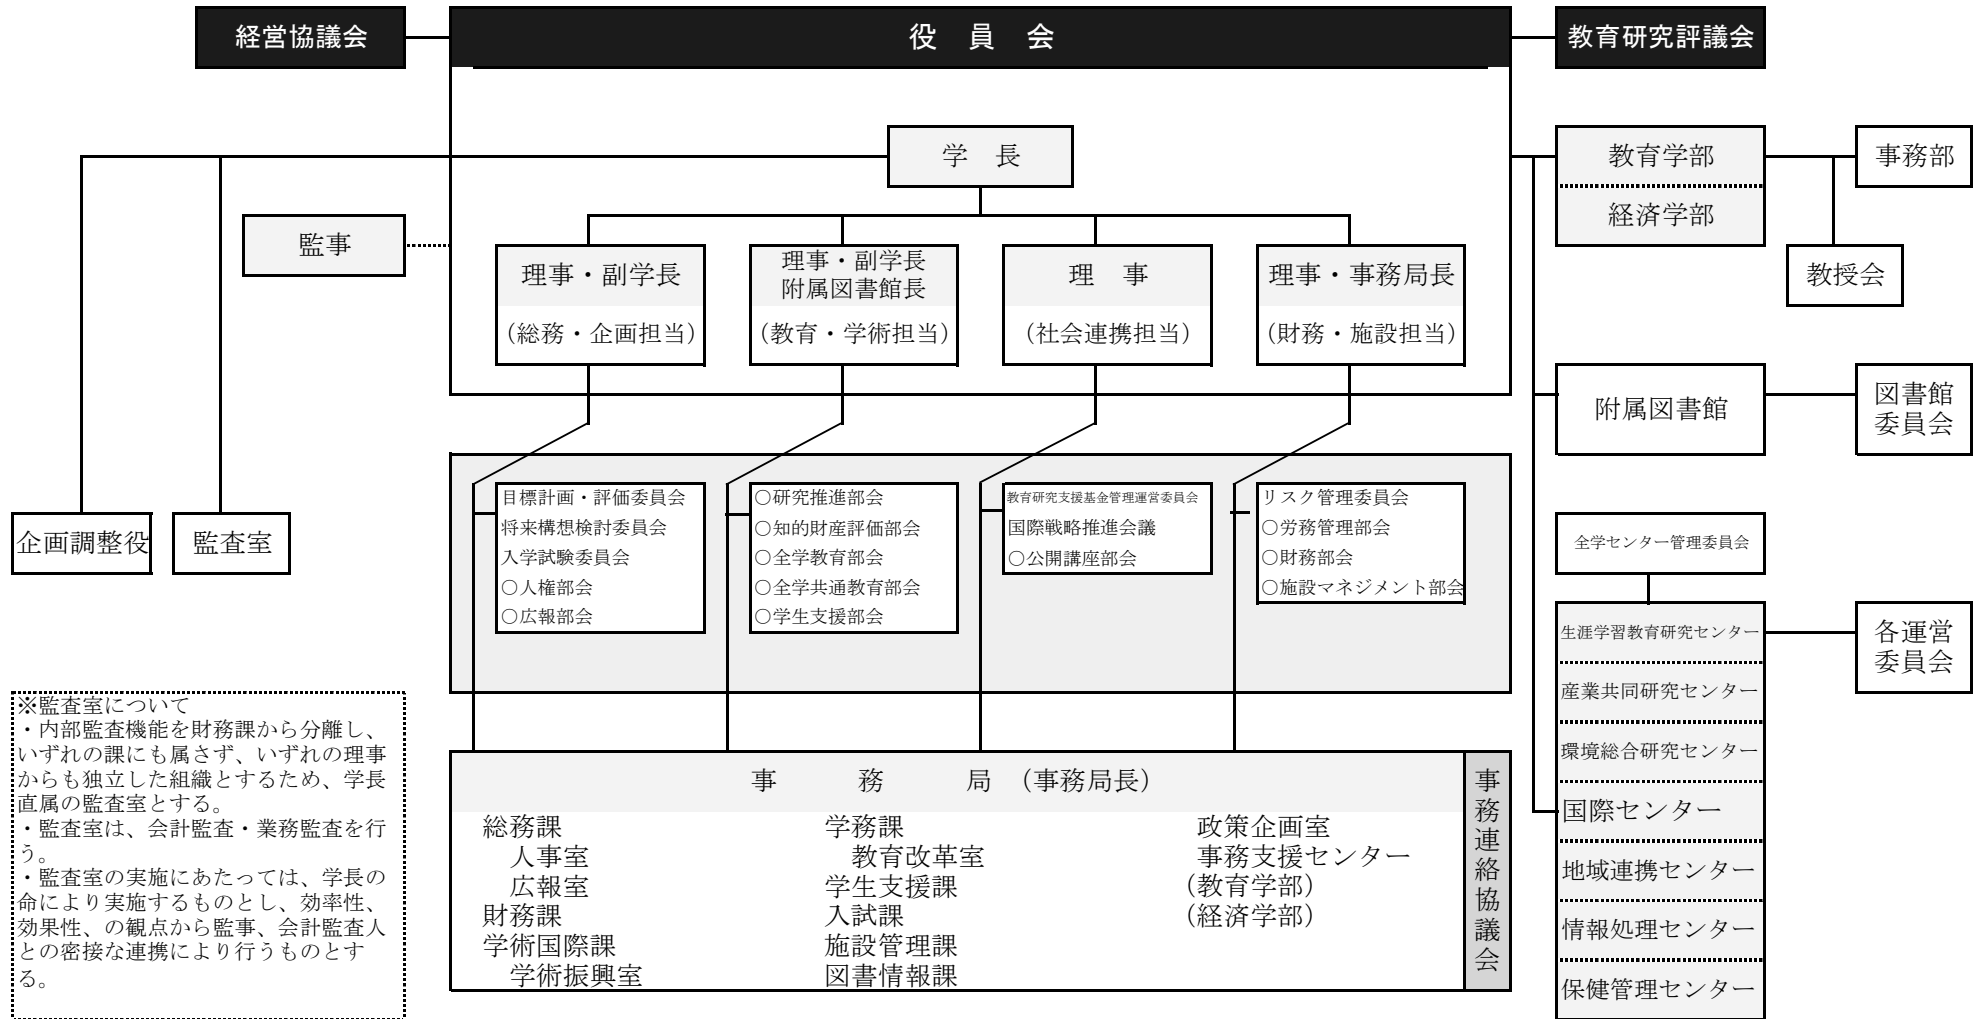 経営協議会
役　員　会
教育研究評議会
学　長
教育学部
経済学部
事務部
教授会
監事
理事・副学長
(総務・企画担当)
理事・副学長
附属図書館長
(教育・学術担当)
理　事
(社会連携担当)
理事・事務局長
(財務・施設担当)
附属図書館
図書館
委員会
企画調整役
監査室
目標計画・評価委員会
将来構想検討委員会
入学試験委員会
○人権部会
○広報部会
○研究推進部会
○知的財産評価部会
○全学教育部会
○全学共通教育部会
○学生支援部会
教育研究支援基金管理運営委員会
国際戦略推進会議
○公開講座部会
リスク管理委員会
○労務管理部会
○財務部会
○施設マネジメント部会
全学センター管理委員会
生涯学習教育研究センター
産業共同研究センター
環境総合研究センター
国際センター
地域連携センター
情報処理センター
保健管理センター
各運営
委員会
※監査室について
・内部監査機能を財務課から分離し、
いずれの課にも属さず、いずれの理事
からも独立した組織とするため、学長
直属の監査室とする。
・監査室は、会計監査・業務監査を行
う。
・監査室の実施にあたっては、学長の
命により実施するものとし、効率性、
効果性、の観点から監事、会計監査人
との密接な連携により行うものとす
る。
事　務　局　(事務局長)
総務課
人事室
広報室
財務課
学術国際課
学術振興室
学務課
教育改革室
学生支援課
入試課
施設管理課
図書情報課
政策企画室
事務支援センター
(教育学部)
(経済学部)
事務連絡協議会